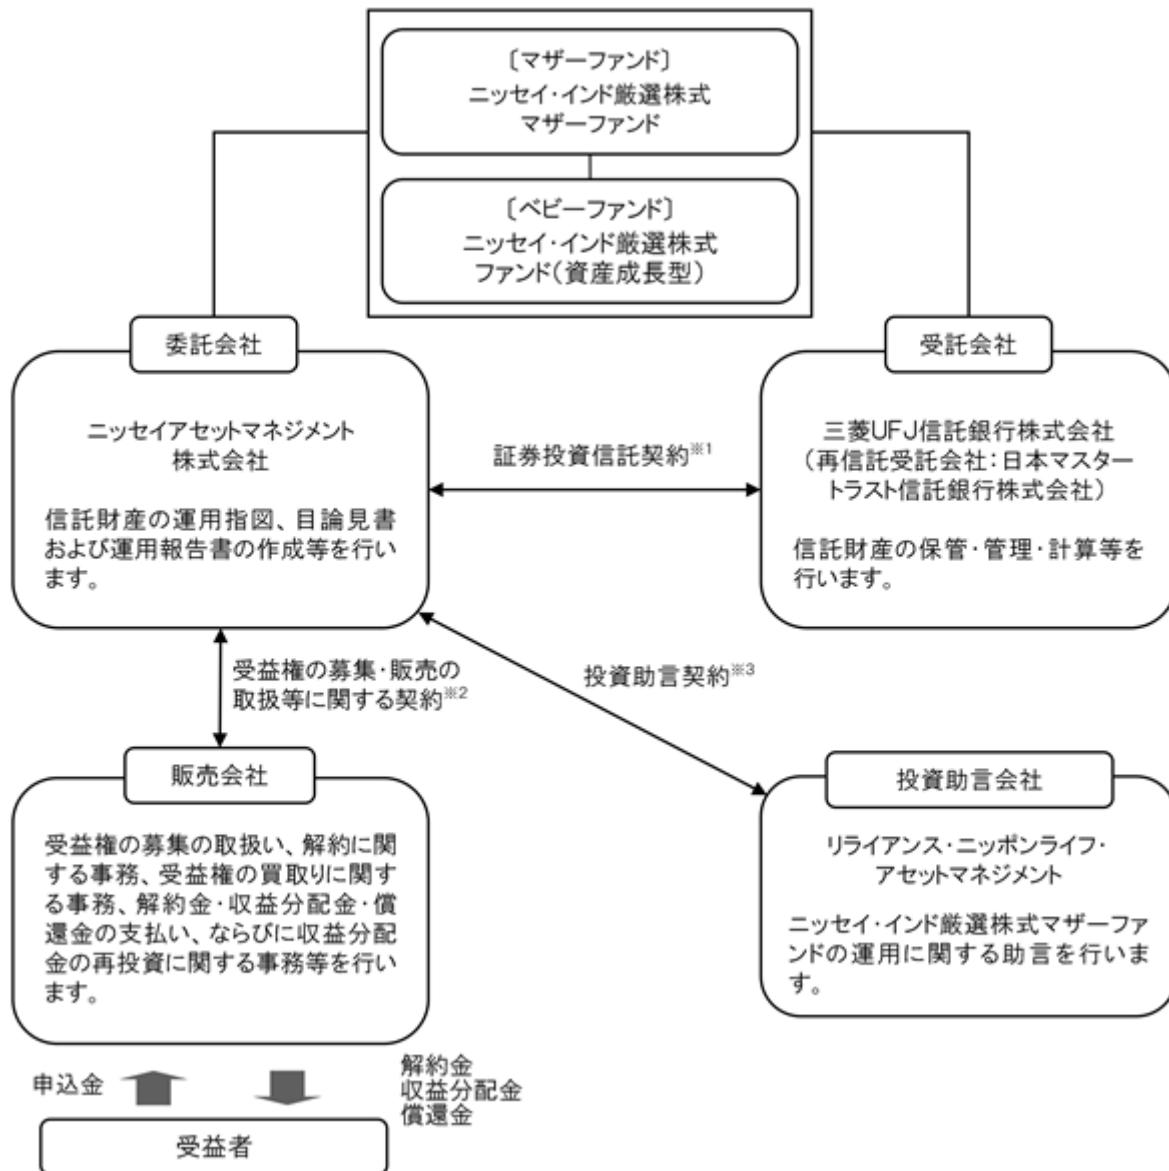 〔マザーファンド〕
ニッセイ・インド厳選株式
マザーファンド
〔ベビーファンド〕
ニッセイ・インド厳選株式
ファンド（資産成長型）
委託会社
ニッセイアセットマネジメント
株式会社
信託財産の運用指図、目論見書
および運用報告書の作成等を行い
ます。
証券投資信託契約※1
受託会社
三菱UFJ信託銀行株式会社
（再信託受託会社：日本マスター
トラスト信託銀行株式会社）
信託財産の保管・管理・計算等を
行います。
受益権の募集・販売の
取扱等に関する契約※2
投資助言契約※3
販売会社
受益権の募集の取扱い、解約に関
する事務、受益権の買取りに関す
る事務、解約金・収益分配金・償
還金の支払い、ならびに収益分配
金の再投資に関する事務等を行い
ます。
投資助言会社
リライアンス・ニッポンライフ・
アセットマネジメント
ニッセイ・インド厳選株式マザーファ
ンドの運用に関する助言を行いま
す。
申込金
解約金
収益分配金
償還金
受益者